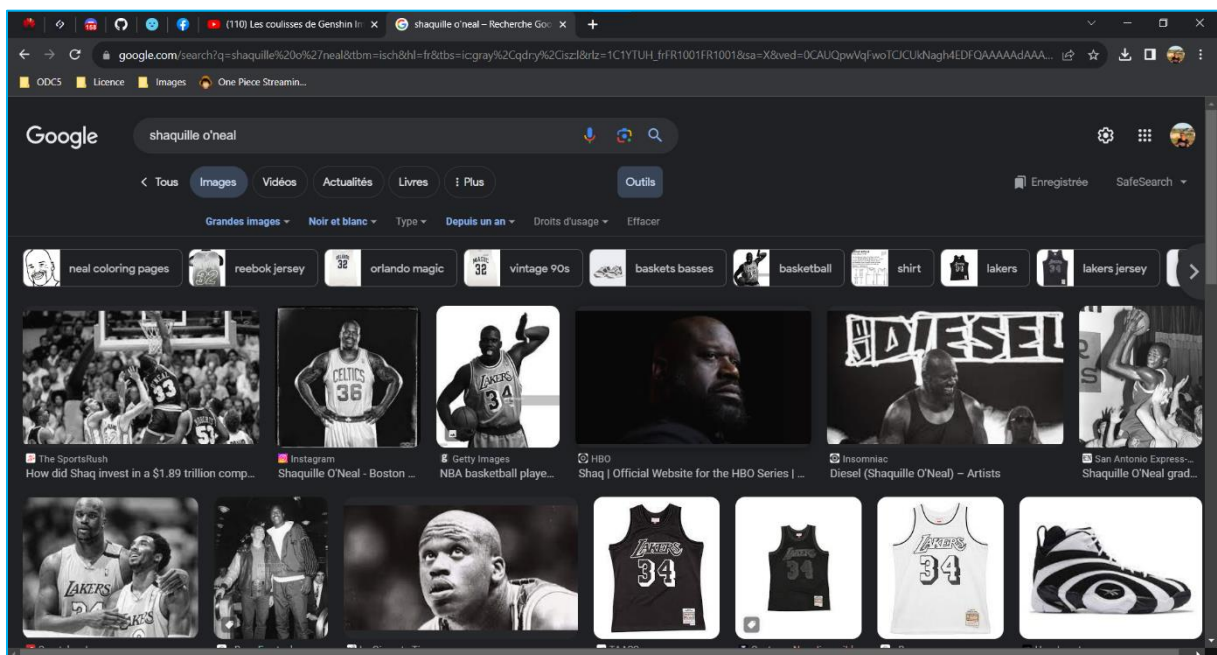 158
(110) Les coulisses de Genshin In
shaquille o'neal – Recherche Goo
google.com/search?q=shaquille%20o%27neal&tbm=isch&hl=fr&tbs=ic:gray%2Cqdr:y%2Cisz:l&rlz=1C1YTUH_frFR1001FR1001&sa=X&ved=0CAUQpwVqFwoTCJCUkNagh4EDFQAAAAAdAAA...
ODC5
Licence
Images
One Piece Streamin...
Google
shaquille o'neal
Tous
Images
Vidéos
Actualités
Livres
Plus
Outils
Enregistrée
SafeSearch
Grandes images
Noir et blanc
Type
Depuis un an
Droits d'usage
Effacer
neal coloring pages
reebok jersey
orlando magic
vintage 90s
baskets basses
basketball
shirt
lakers
lakers jersey
33
53
CELTICS
36
LAKERS
34
DIESEL
The SportsRush
Instagram
Getty Images
HBO
Insomniac
San Antonio Express-...
How did Shaq invest in a $1.89 trillion comp...
Shaquille O'Neal - Boston ...
NBA basketball playe...
Shaq | Official Website for the HBO Series | ...
Diesel (Shaquille O'Neal) – Artists
Shaquille O'Neal grad...
LAKERS
LAKERS
34
LAKERS
34
LAKERS
34